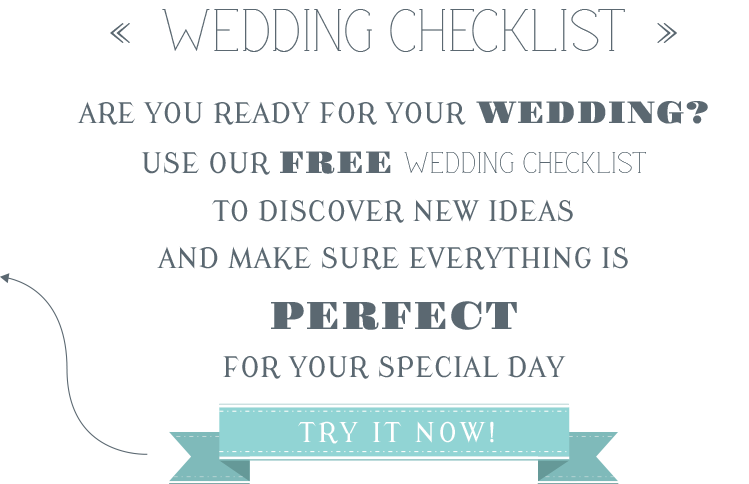 « WEDDING CHECKLIST »
ARE YOU READY FOR YOUR WEDDING?
USE OUR FREE WEDDING CHECKLIST
TO DISCOVER NEW IDEAS
AND MAKE SURE EVERYTHING IS
PERFECT
FOR YOUR SPECIAL DAY
TRY IT NOW!